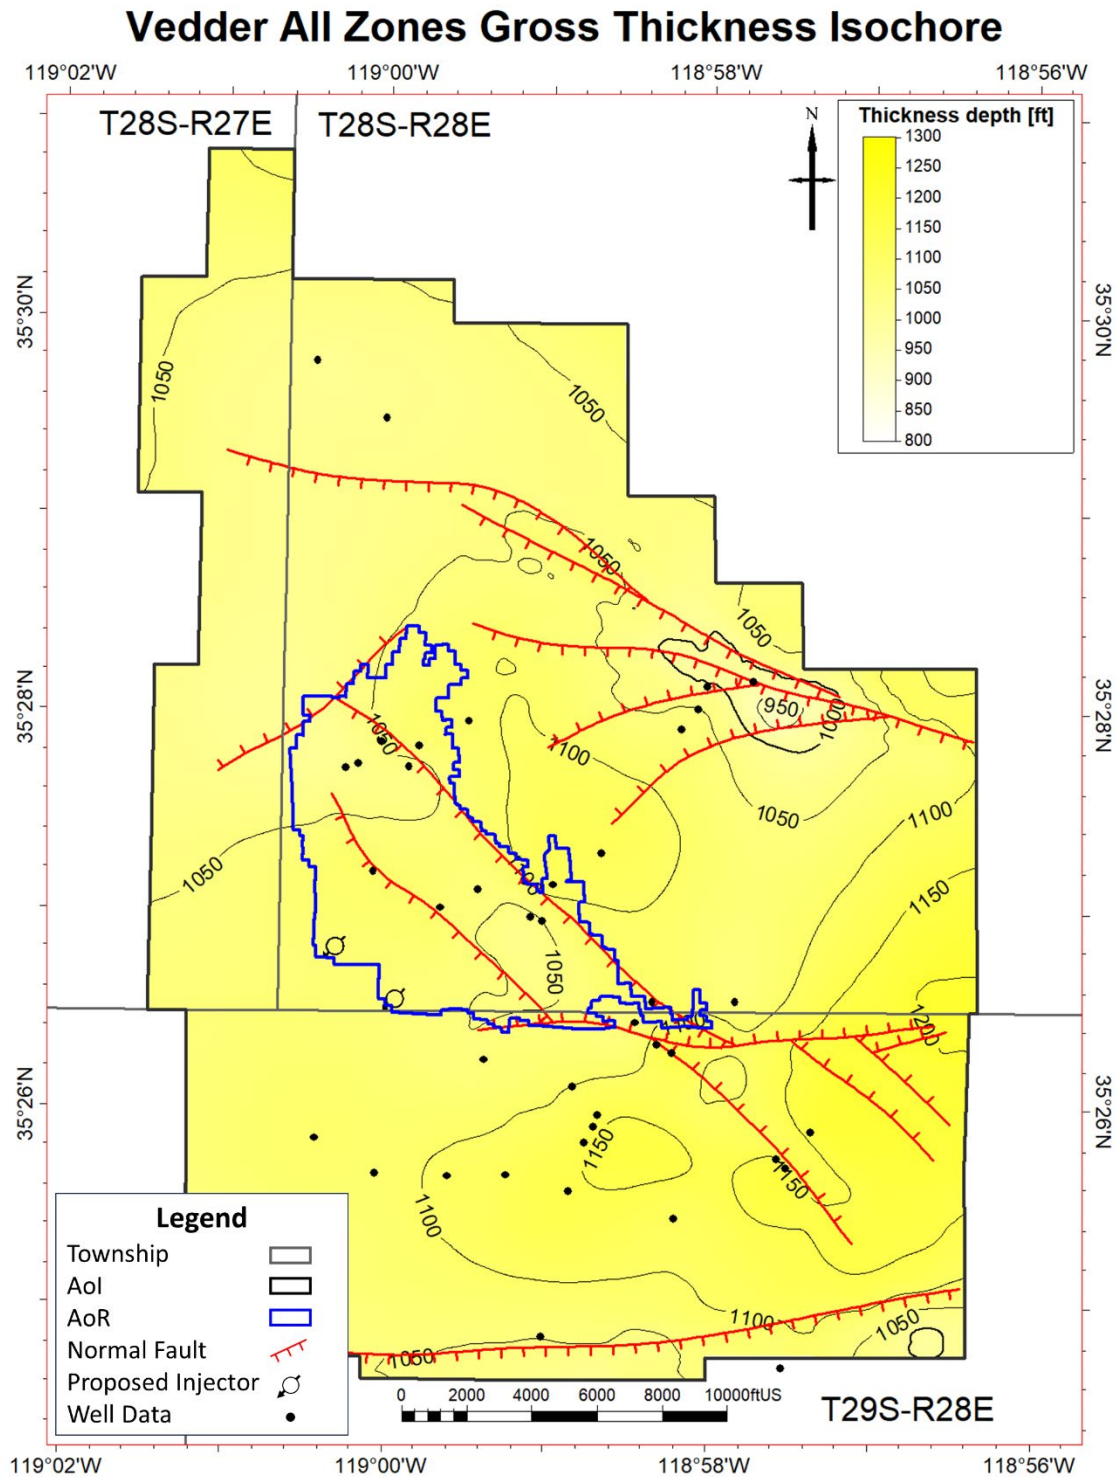 Vedder All Zones Gross Thickness Isochore
119°02'W 119°00'W 118°58'W 118°56'W
T28S-R27E T28S-R28E
N
Thickness depth [ft]
1300
1250
1200
1150
1100
1050
1000
950
900
850
800
35°30'N 35°30'N
1050
1050
1050
1050
35°28'N 35°28'N
950
1000
1050
1100
1050
1100
1050
1150
1100
1050
1200
35°26'N 35°26'N
1150
1150
1100
1100
1050
1050
Legend
Township
AoI
AoR
Normal Fault
Proposed Injector
Well Data
0 2000 4000 6000 8000 10000ftUS
T29S-R28E
119°02'W 119°00'W 118°58'W 118°56'W